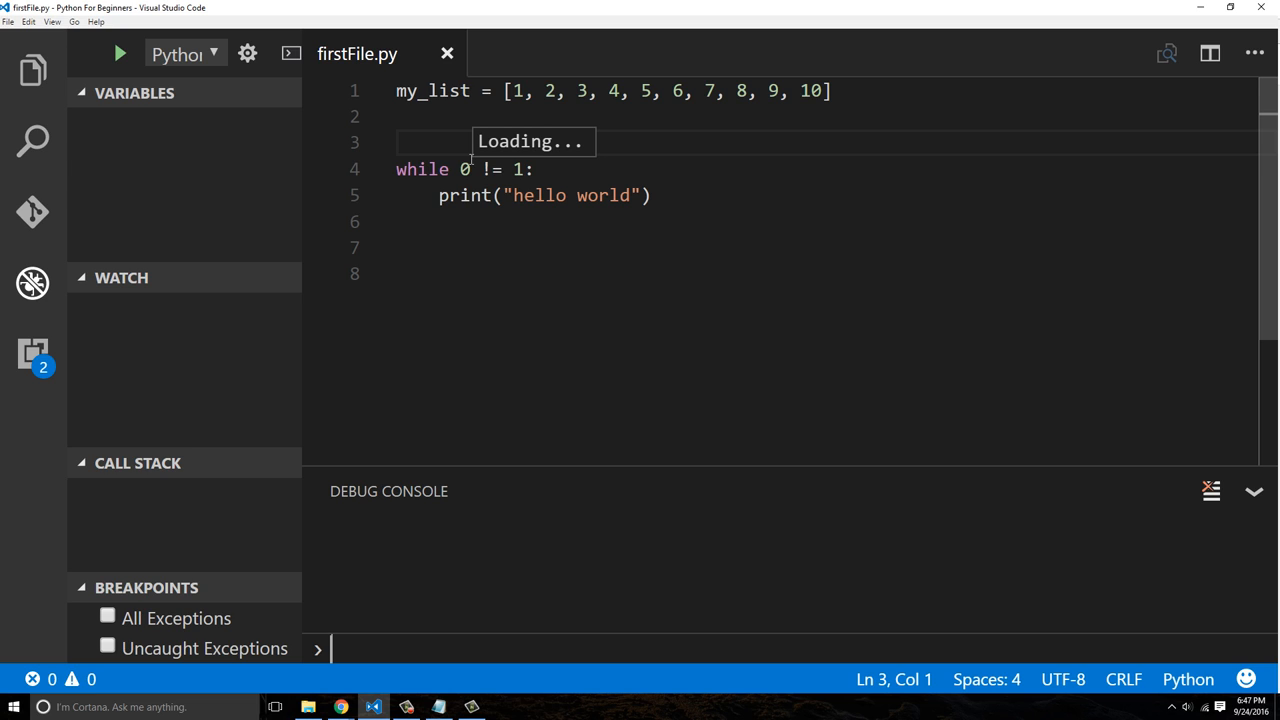 firstFile.py - Python For Beginners - Visual Studio Code
File Edit View Go Help
Pythor
firstFile.py
VARIABLES
1 my_list = [1, 2, 3, 4, 5, 6, 7, 8, 9, 10]
2
3 Loading...
4 while 0 != 1:
5 print("hello world")
6
7
8
WATCH
CALL STACK
BREAKPOINTS
All Exceptions
Uncaught Exceptions
2
DEBUG CONSOLE
0 0
Ln 3, Col 1 Spaces: 4 UTF-8 CRLF Python
I'm Cortana. Ask me anything.
6:47 PM
9/24/2016